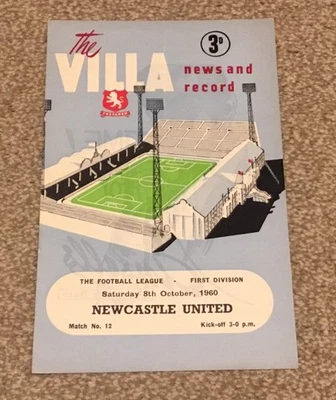 the
VILLA
3D
news and
record
THE FOOTBALL LEAGUE - FIRST DIVISION
Saturday 8th October, 1960
NEWCASTLE UNITED
Match No. 12 Kick-off 3-0 p.m.